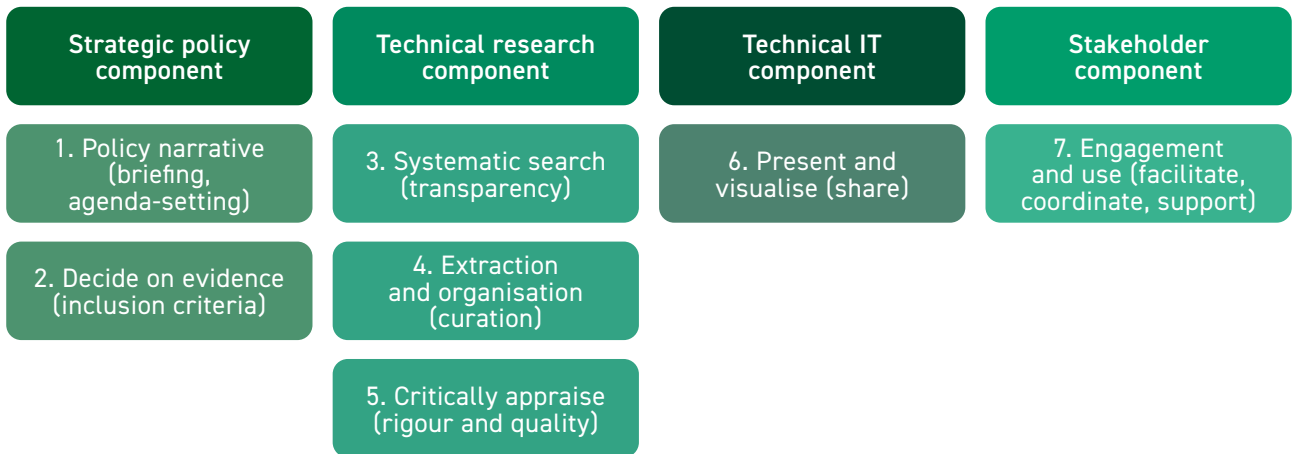 Strategic policy
component
1. Policy narrative
(briefing,
agenda-setting)
2. Decide on evidence
(inclusion criteria)
Technical research
component
3. Systematic search
(transparency)
4. Extraction
and organisation
(curation)
5. Critically appraise
(rigour and quality)
Technical IT
component
6. Present and
visualise (share)
Stakeholder
component
7. Engagement
and use (facilitate,
coordinate, support)